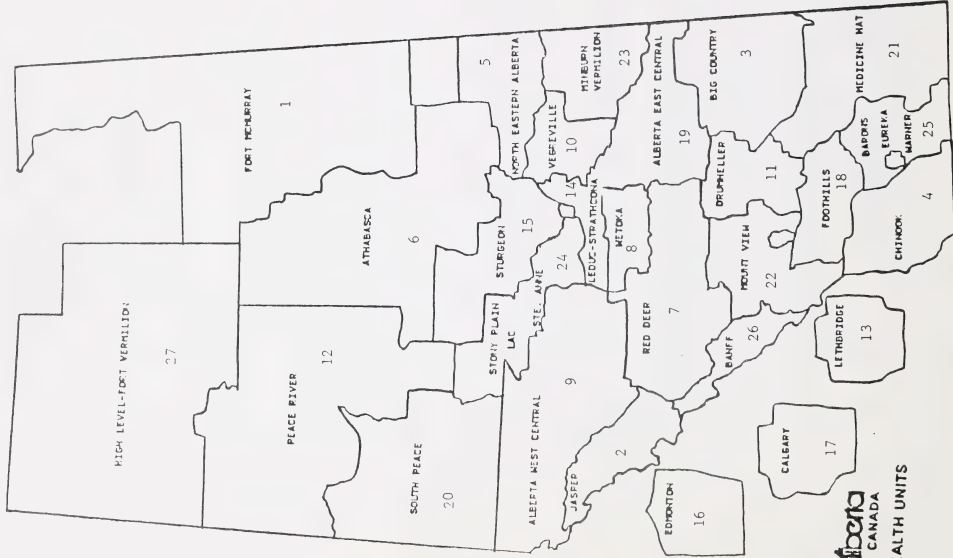 HIGH LEVEL-FORT VERMILION
27
FORT MCMURRAY
1
PEACE RIVER
12
ATHABASCA
6
SOUTH PEACE
20
STURGEON
15
NORTH EASTERN ALBERTA
5
STONY PLAIN
LAC
STE. ANNE
24
VEGREVILLE
10
MINBURN
VERMILION
23
14
LEDUC-STRATHCONA
ALBERTA WEST CENTRAL
9
WETOKA
8
ALBERTA EAST CENTRAL
19
JASPER
2
RED DEER
7
DRUMHELLER
11
BIG COUNTRY
3
BANFF
26
MOUNT VIEW
22
FOOTHILLS
18
MEDICINE HAT
21
BARONS
EUREKA
WARNER
25
CHINOOK
4
EDMONTON
16
CALGARY
17
LETHBRIDGE
13
berta
CANADA
ALTH UNITS